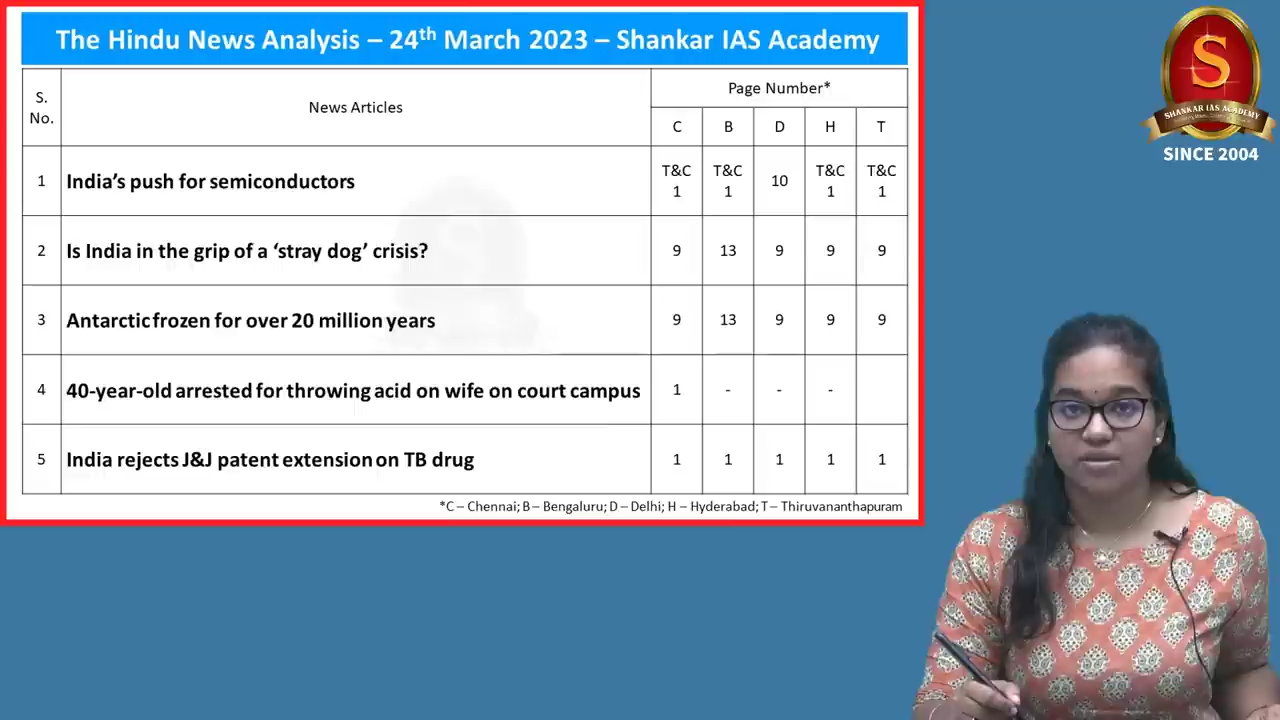 The Hindu News Analysis – 24th March 2023 – Shankar IAS Academy
S. No.
News Articles
Page Number*
C B D H T
1 India's push for semiconductors T&C 1 T&C 1 10 T&C 1 T&C 1
2 Is India in the grip of a ‘stray dog’ crisis? 9 13 9 9 9
3 Antarctic frozen for over 20 million years 9 13 9 9 9
4 40-year-old arrested for throwing acid on wife on court campus 1 - - -
5 India rejects J&J patent extension on TB drug 1 1 1 1 1
*C – Chennai; B – Bengaluru; D – Delhi; H – Hyderabad; T – Thiruvananthapuram
S
SHANKAR IAS ACADEMY
SINCE 2004